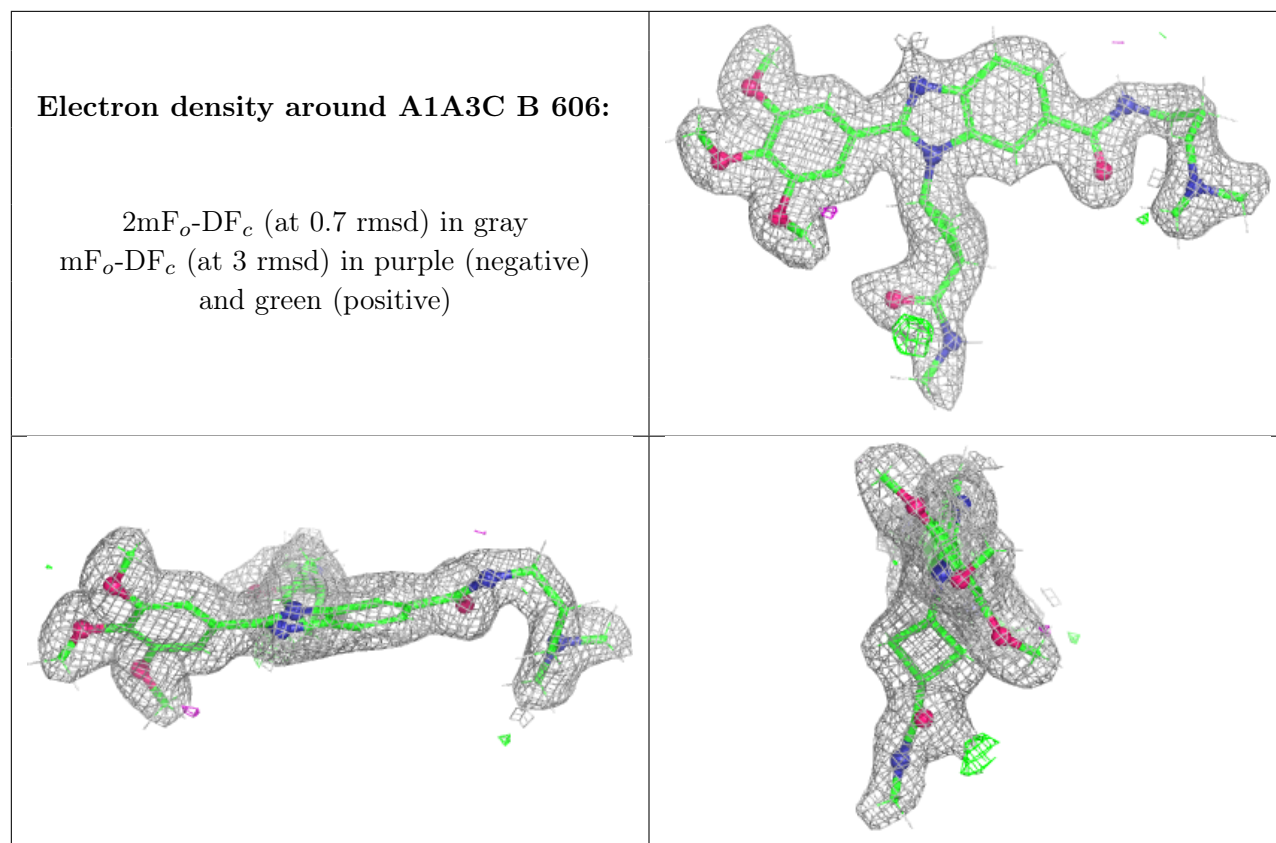 Electron density around A1A3C B 606:
2mFo-DFc (at 0.7 rmsd) in gray
mFo-DFc (at 3 rmsd) in purple (negative)
and green (positive)